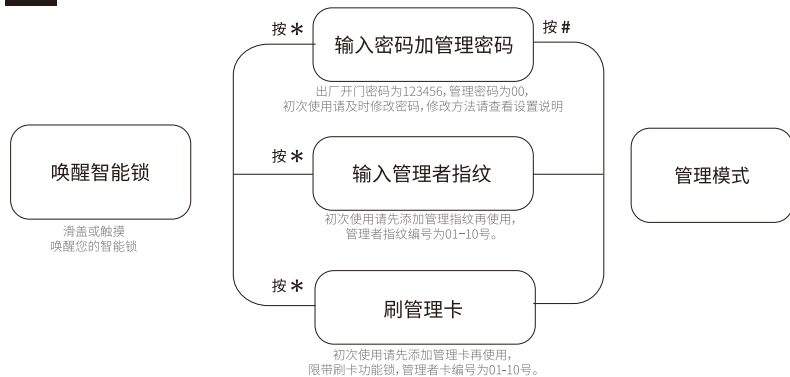 按*
输入密码加管理密码
按#
出厂开门密码为123456,管理密码为00,
初次使用请及时修改密码,修改方法请查看设置说明
唤醒智能锁
滑盖或触摸
唤醒您的智能锁
按*
输入管理者指纹
初次使用请先添加管理指纹再使用,
管理者指纹编号为01-10号。
管理模式
按*
刷管理卡
初次使用请先添加管理卡再使用,
限带刷卡功能锁,管理者卡编号为01-10号。